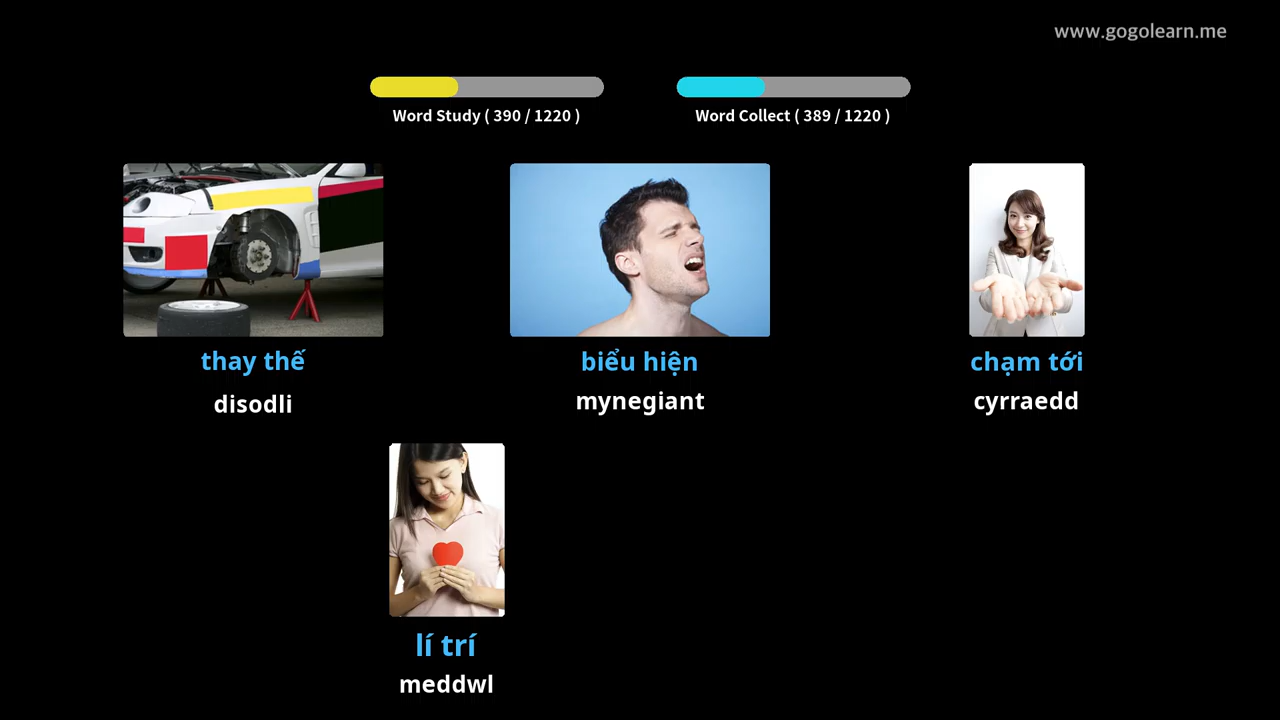 www.gogolearn.me
Word Study ( 390 / 1220 )
Word Collect ( 389 / 1220 )
thay thế
disodli
biểu hiện
mynegiant
chạm tới
cyrraedd
lí trí
meddwl